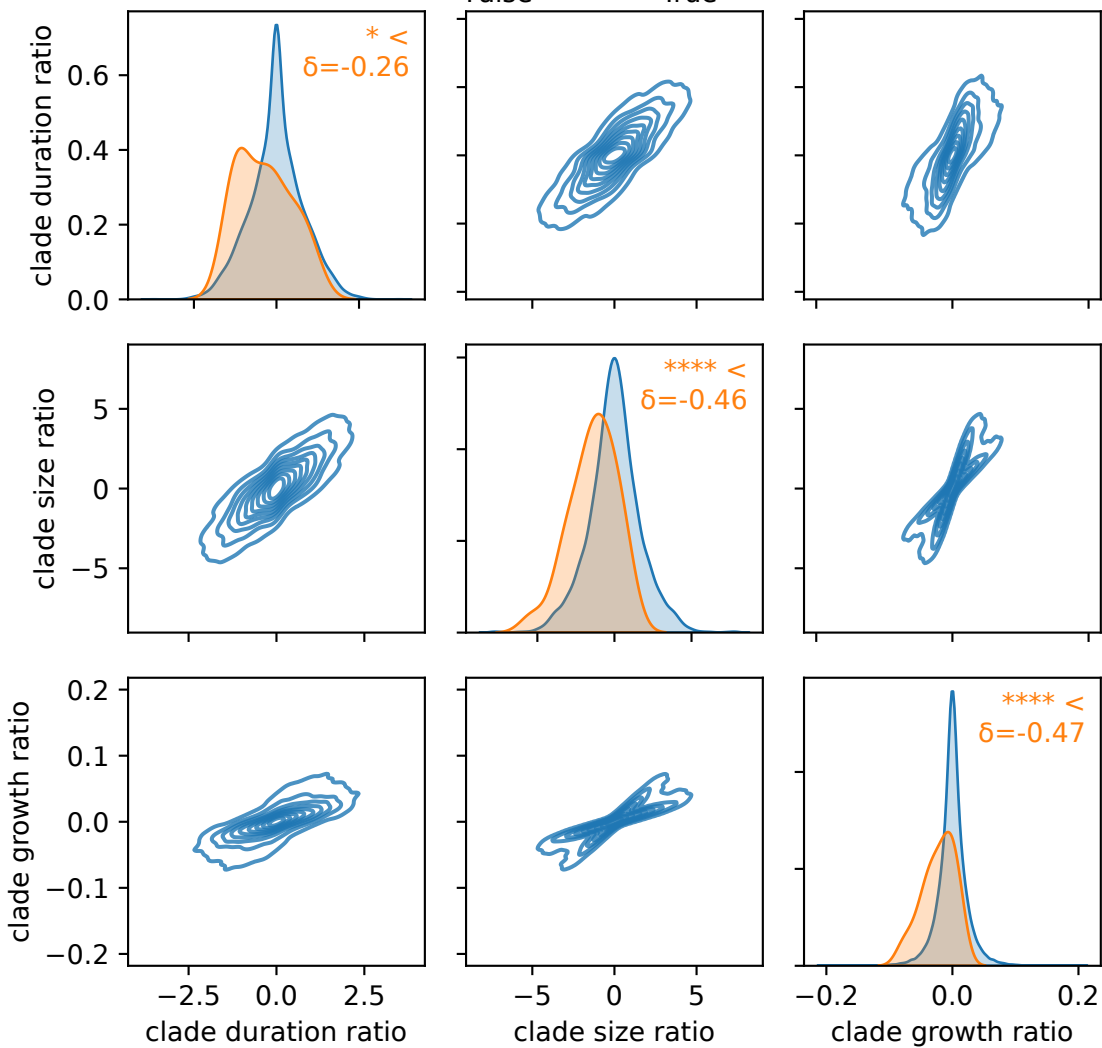 clade duration ratio
0.6
0.4
0.2
0.0
* <
δ=-0.26
clade size ratio
5
0
−5
**** <
δ=-0.46
clade growth ratio
0.2
0.1
0.0
−0.1
−0.2
**** <
δ=-0.47
−2.5 0.0 2.5
−5 0 5
−0.2 0.0 0.2
clade duration ratio
clade size ratio
clade growth ratio